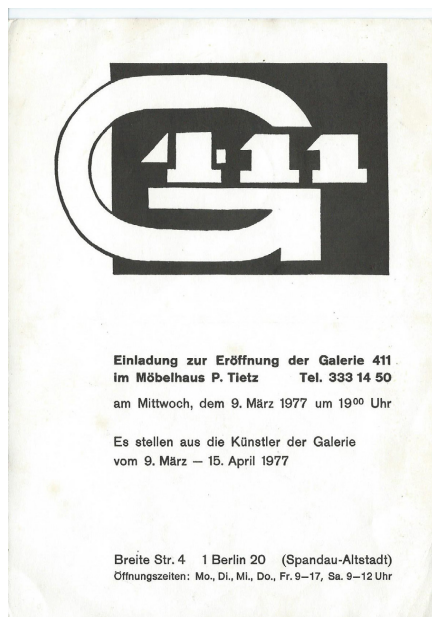 G 411
Einladung zur Eröffnung der Galerie 411
im Möbelhaus P. Tietz Tel. 333 14 50
am Mittwoch, dem 9. März 1977 um 19⁰⁰ Uhr
Es stellen aus die Künstler der Galerie
vom 9. März — 15. April 1977
Breite Str. 4 1 Berlin 20 (Spandau-Altstadt)
Öffnungszeiten: Mo., Di., Mi., Do., Fr. 9—17, Sa. 9—12 Uhr